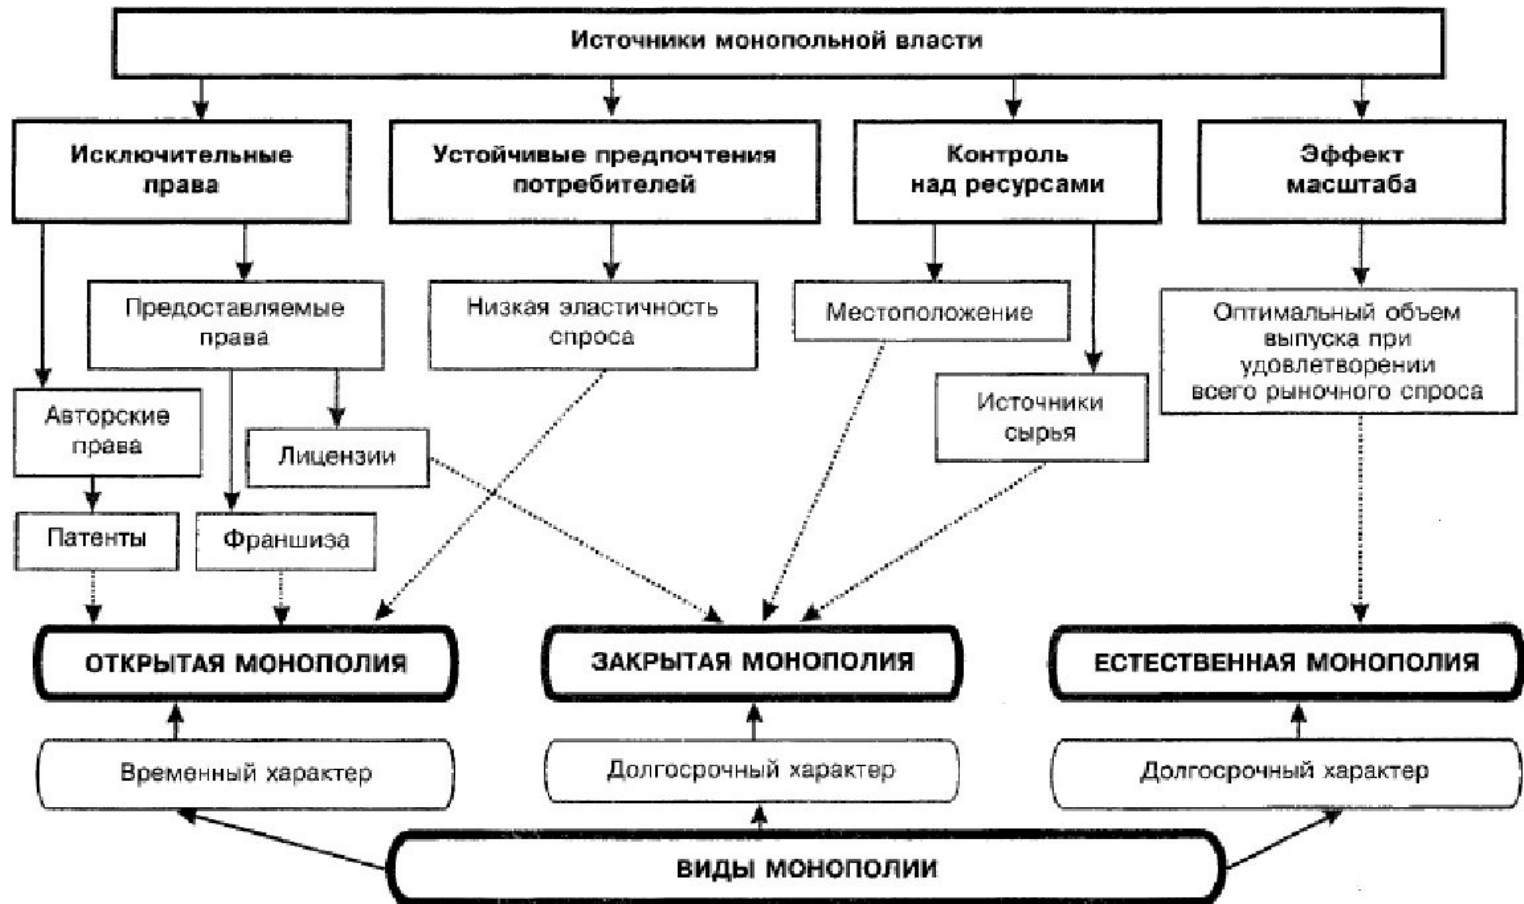 Источники монопольной власти
Исключительные
права
Устойчивые предпочтения
потребителей
Контроль
над ресурсами
Эффект
масштаба
Предоставляемые
права
Низкая эластичность
спроса
Местоположение
Оптимальный объем
выпуска при
удовлетворении
всего рыночного спроса
Авторские
права
Лицензии
Источники
сырья
Патенты
Франшиза
ОТКРЫТАЯ МОНОПОЛИЯ
ЗАКРЫТАЯ МОНОПОЛИЯ
ЕСТЕСТВЕННАЯ МОНОПОЛИЯ
Временный характер
Долгосрочный характер
Долгосрочный характер
ВИДЫ МОНОПОЛИИ